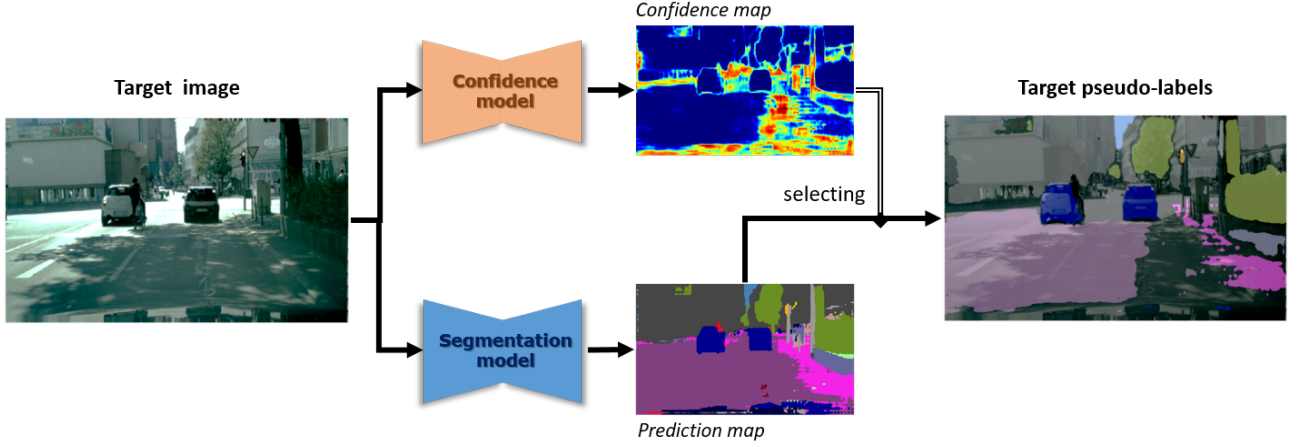 Confidence map
Target image
Confidence
model
Target pseudo-labels
selecting
Segmentation
model
Prediction map